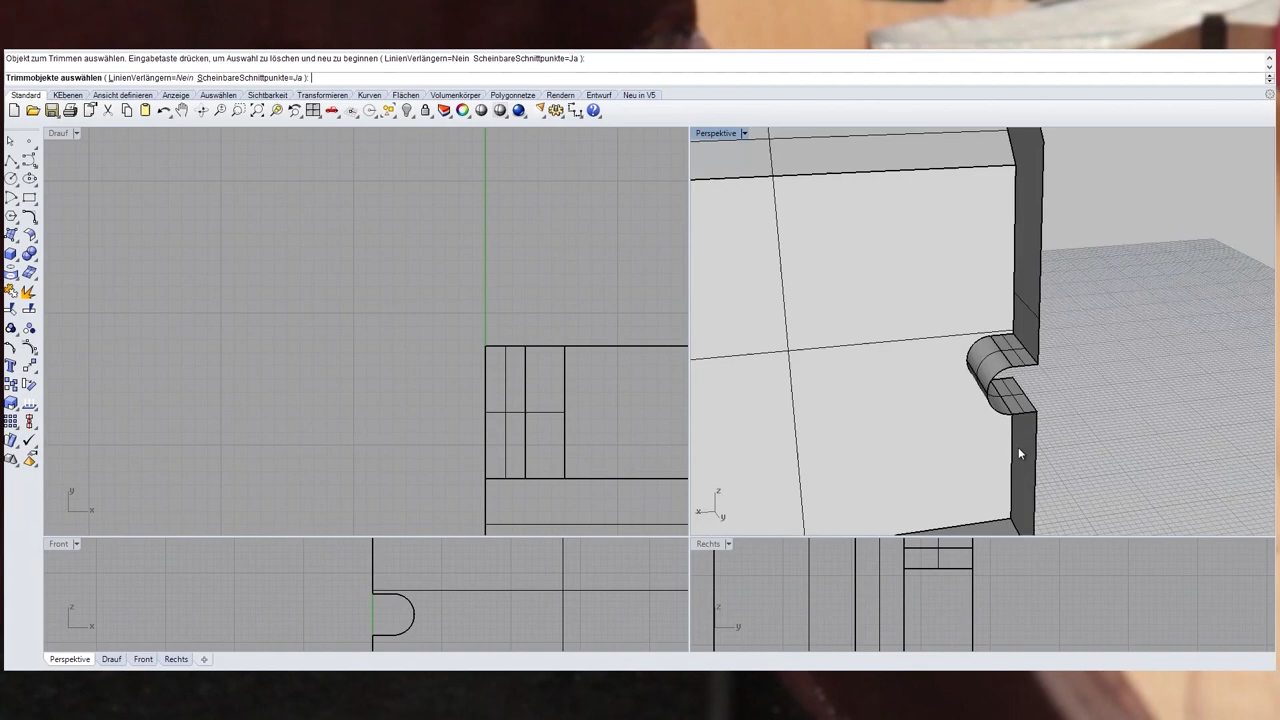 Objekt zum Trimmen auswählen. Eingabetaste drücken, um Auswahl zu löschen und neu zu beginnen ( LinienVerlängern=Nein  ScheinbareSchnittpunkte=Ja ):
Trimmobjekte auswählen ( LinienVerlängern=Nein  ScheinbareSchnittpunkte=Ja ):
Standard KEbenen Ansicht definieren Anzeige Auswählen Sichtbarkeit Transformieren Kurven Flächen Volumenkörper Polygonnetze Rendern Entwurf Neu in V5
Drauf
Perspektive
y
x
z
x
y
Front
Rechts
z
x
z
y
Perspektive Drauf Front Rechts